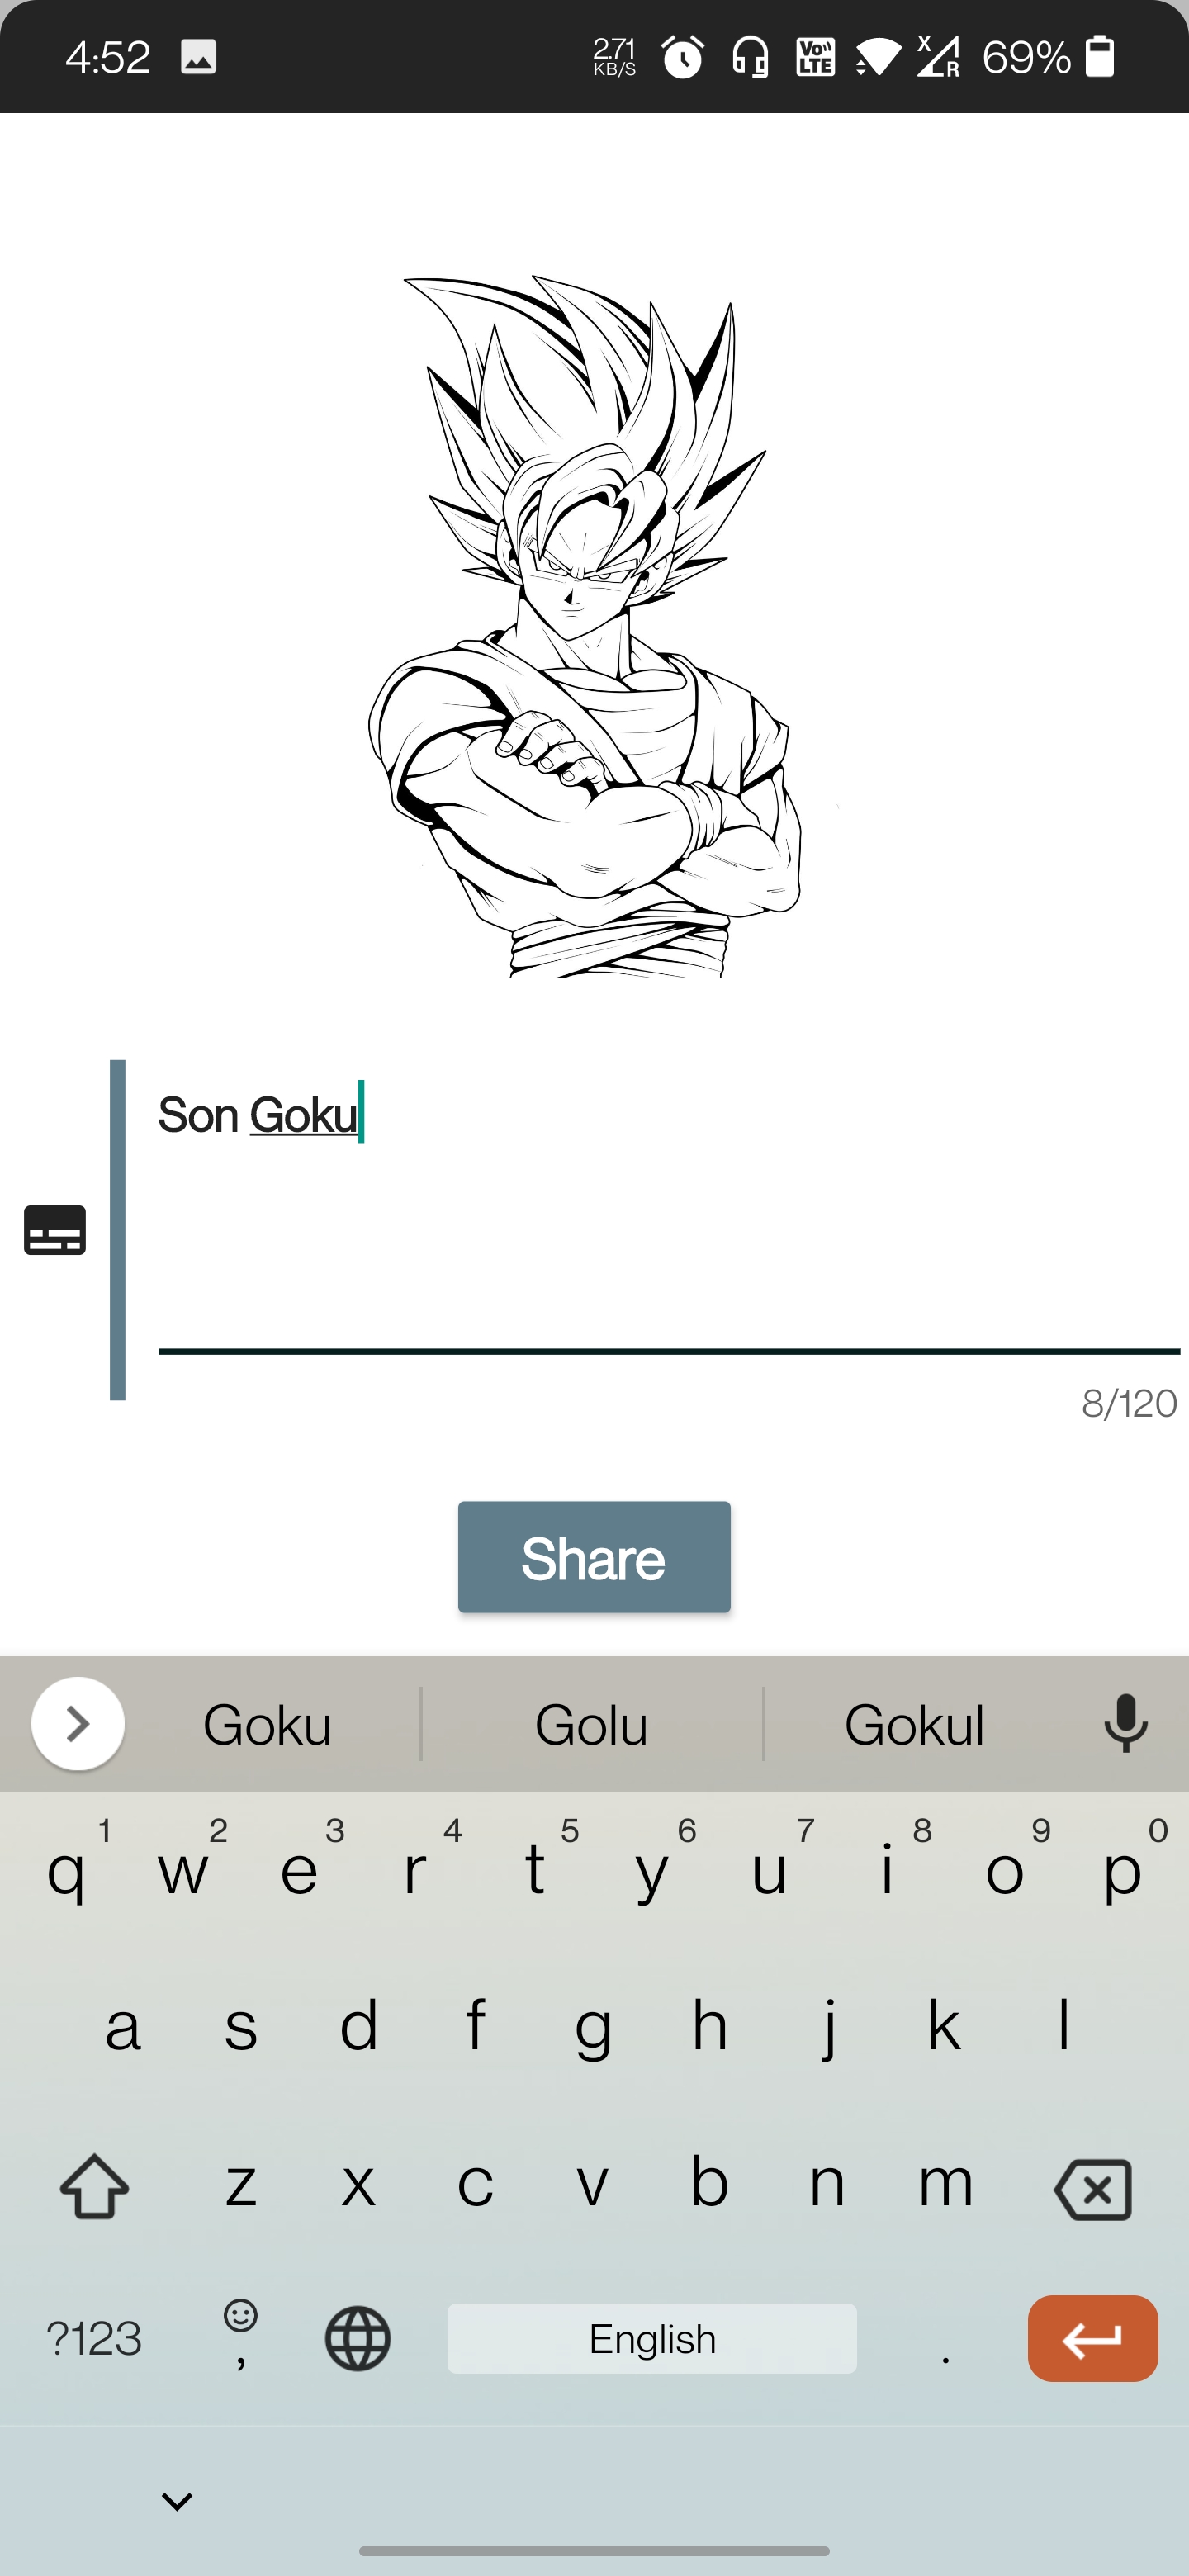 4:52 2.71 KB/S Vo)) LTE X R 69%
Son Goku
8/120
Share
Goku Golu Gokul
1 2 3 4 5 6 7 8 9 0
q w e r t y u i o p
a s d f g h j k l
z x c v b n m
?123 , English .